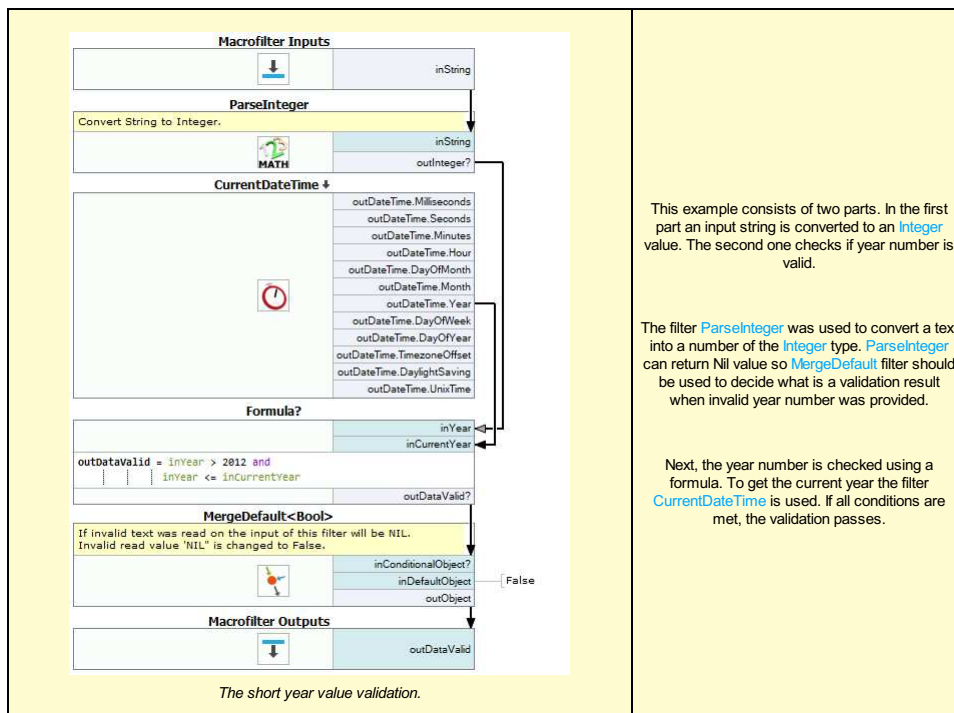 Macrofilter Inputs
inString
ParseInteger
Convert String to Integer.
inString
MATH
outInteger?
CurrentDateTime
outDateTime.Milliseconds
outDateTime.Seconds
outDateTime.Minutes
outDateTime.Hour
outDateTime.DayOfMonth
outDateTime.Month
outDateTime.Year
outDateTime.DayOfWeek
outDateTime.DayOfYear
outDateTime.TimezoneOffset
outDateTime.DaylightSaving
outDateTime.UnixTime
Formula?
inYear
inCurrentYear
outDataValid = inYear > 2012 and
inYear <= inCurrentYear
outDataValid?
MergeDefault<Bool>
If invalid text was read on the input of this filter will be NIL.
Invalid read value 'NIL" is changed to False.
inConditionalObject?
inDefaultObject
False
outObject
Macrofilter Outputs
outDataValid
The short year value validation.
This example consists of two parts. In the first
part an input string is converted to an Integer
value. The second one checks if year number is
valid.
The filter ParseInteger was used to convert a tex
into a number of the Integer type. ParseInteger
can return Nil value so MergeDefault filter should
be used to decide what is a validation result
when invalid year number was provided.
Next, the year number is checked using a
formula. To get the current year the filter
CurrentDateTime is used. If all conditions are
met, the validation passes.